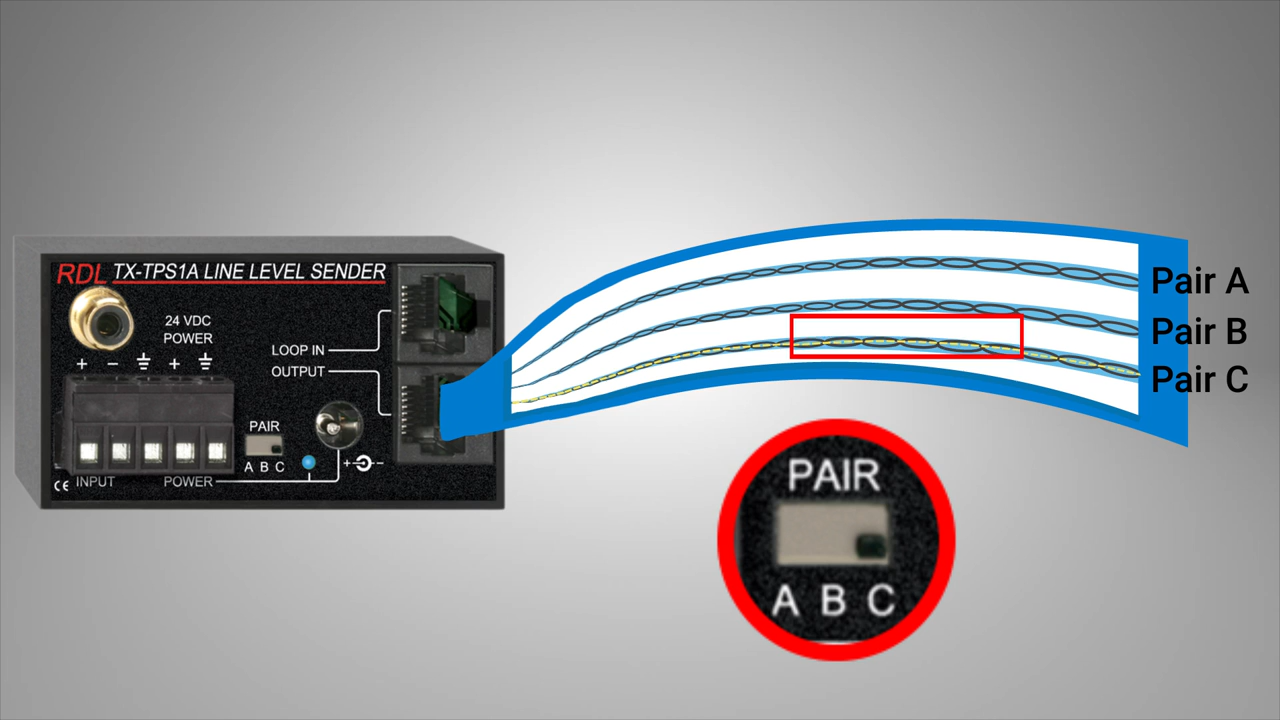 RDL TX-TPS1A LINE LEVEL SENDER
24 VDC
POWER
+ − + 
LOOP IN
OUTPUT
PAIR
A B C
+ −
CE INPUT POWER
Pair A
Pair B
Pair C
PAIR
A B C